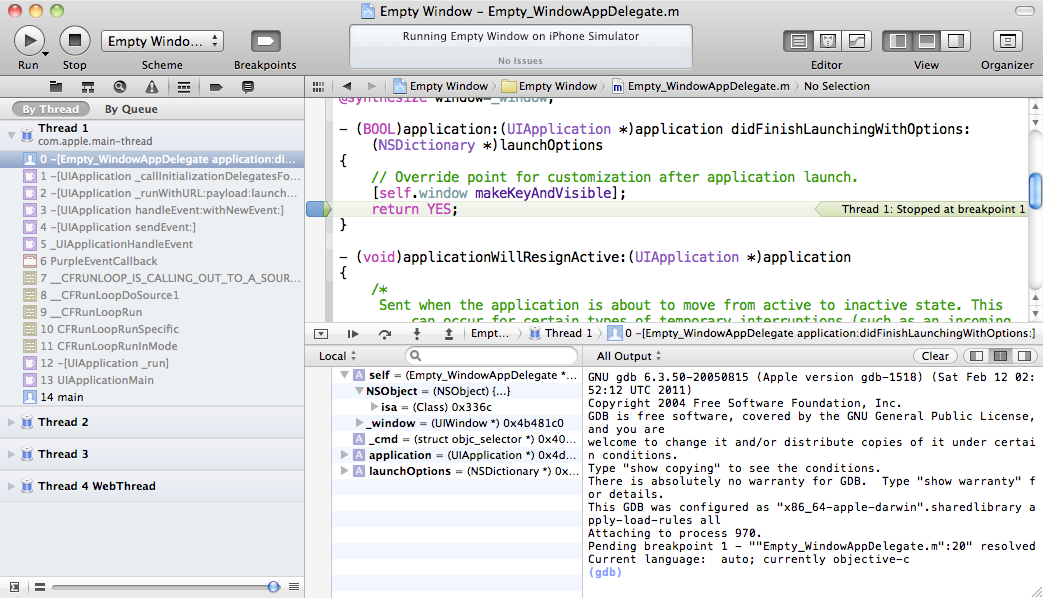 Empty Window - Empty_WindowAppDelegate.m
Run
Stop
Empty Windo...
Scheme
Breakpoints
Running Empty Window on iPhone Simulator
No Issues
Editor
View
Organizer
By Thread
By Queue
Thread 1
com.apple.main-thread
0 -[Empty_WindowAppDelegate application:di...
1 -[UIApplication _callInitializationDelegatesFo...
2 -[UIApplication _runWithURL:payload:launch...
3 -[UIApplication handleEvent:withNewEvent:]
4 -[UIApplication sendEvent:]
5 _UIApplicationHandleEvent
6 PurpleEventCallback
7 __CFRUNLOOP_IS_CALLING_OUT_TO_A_SOUR...
8 __CFRunLoopDoSource1
9 __CFRunLoopRun
10 CFRunLoopRunSpecific
11 CFRunLoopRunInMode
12 -[UIApplication _run]
13 UIApplicationMain
14 main
Thread 2
Thread 3
Thread 4 WebThread
Empty Window
Empty Window
m Empty_WindowAppDelegate.m
No Selection
@synthesize window=_window;
- (BOOL)application:(UIApplication *)application didFinishLaunchingWithOptions:
(NSDictionary *)launchOptions
{
// Override point for customization after application launch.
[self.window makeKeyAndVisible];
return YES;
Thread 1: Stopped at breakpoint 1
}
- (void)applicationWillResignActive:(UIApplication *)application
{
/*
Sent when the application is about to move from active to inactive state. This
can occur for certain types of temporary interruptions (such as an incoming
Empt...
Thread 1
0 -[Empty_WindowAppDelegate application:didFinishLaunchingWithOptions:]
Local
A self = (Empty_WindowAppDelegate *...
NSObject = (NSObject) {...}
isa = (Class) 0x336c
_window = (UIWindow *) 0x4b481c0
A _cmd = (struct objc_selector *) 0x40...
A application = (UIApplication *) 0x4d...
A launchOptions = (NSDictionary *) 0x...
All Output
Clear
GNU gdb 6.3.50-20050815 (Apple version gdb-1518) (Sat Feb 12 02:
52:12 UTC 2011)
Copyright 2004 Free Software Foundation, Inc.
GDB is free software, covered by the GNU General Public License,
and you are
welcome to change it and/or distribute copies of it under certai
n conditions.
Type "show copying" to see the conditions.
There is absolutely no warranty for GDB.  Type "show warranty" f
or details.
This GDB was configured as "x86_64-apple-darwin".sharedlibrary a
pply-load-rules all
Attaching to process 970.
Pending breakpoint 1 - ""Empty_WindowAppDelegate.m":20" resolved
Current language:  auto; currently objective-c
(gdb)